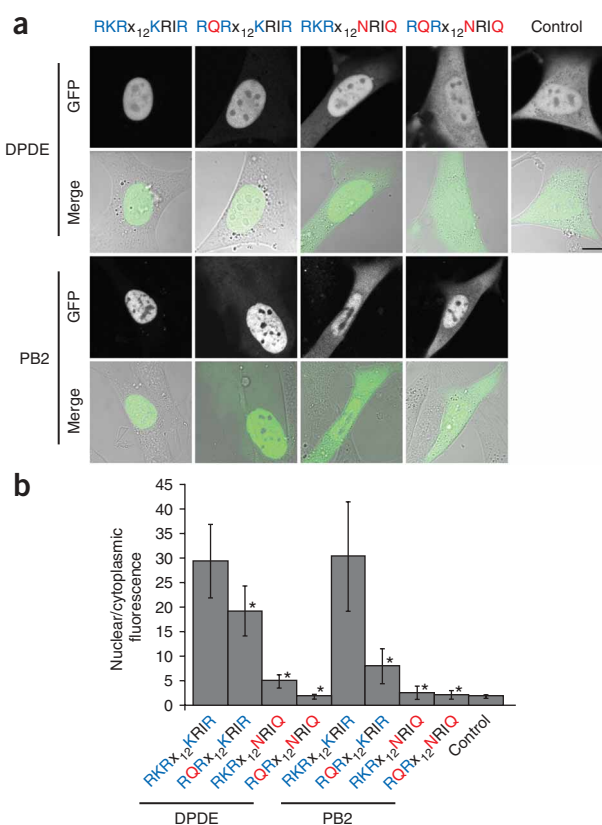 a
RKRx12KRIR RQRx12KRIR RKRx12NRIQ RQRx12NRIQ Control
DPDE
GFP
Merge
PB2
GFP
Merge
b
Nuclear/cytoplasmic
fluorescence
45
40
35
30
25
20
15
10
5
0
* * * * * *
RKRx12KRIR
RQRx12KRIR
RKRx12NRIQ
RQRx12NRIQ
RKRx12KRIR
RQRx12KRIR
RKRx12NRIQ
RQRx12NRIQ
Control
DPDE PB2